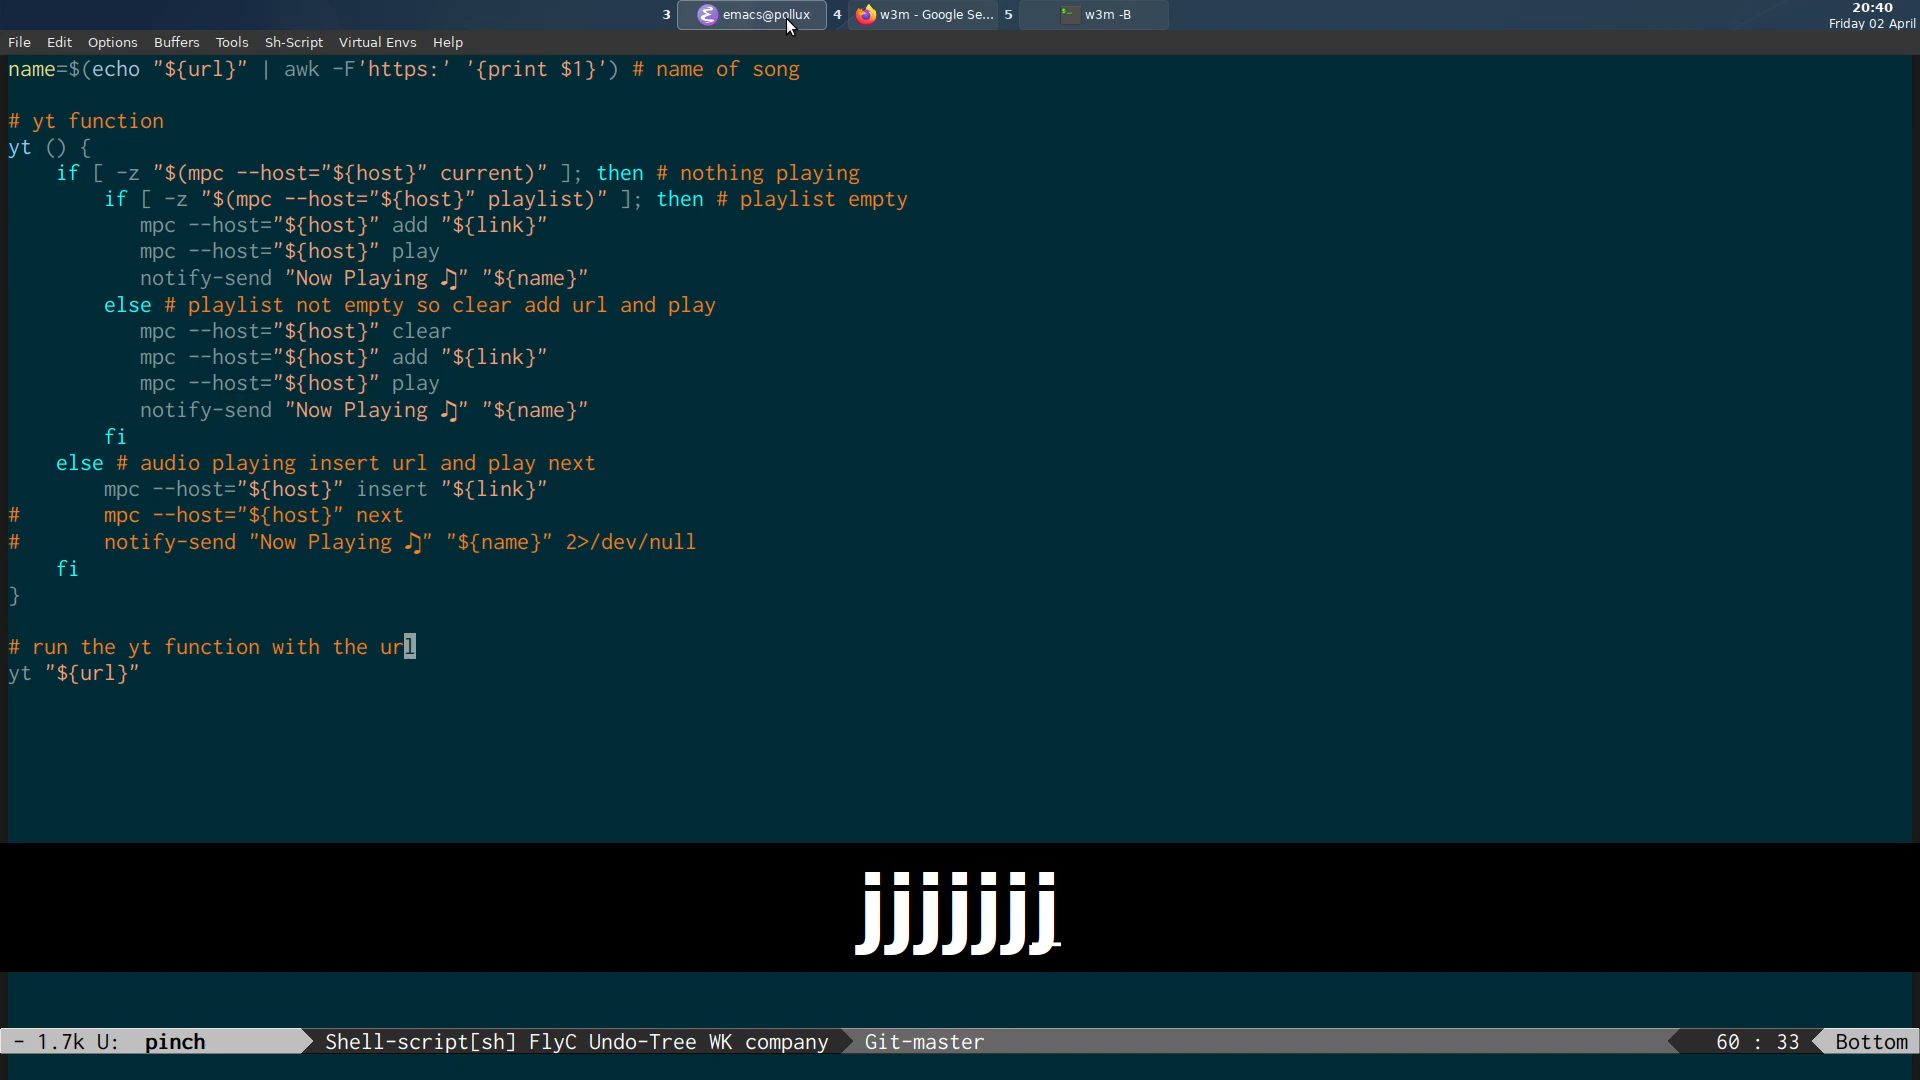 3 emacs@pollux 4 w3m - Google Se... 5 w3m -B 20:40
Friday 02 April
File Edit Options Buffers Tools Sh-Script Virtual Envs Help
name=$(echo "${url}" | awk -F'https:' '{print $1}') # name of song
# yt function
yt () {
    if [ -z "$(mpc --host="${host}" current)" ]; then # nothing playing
        if [ -z "$(mpc --host="${host}" playlist)" ]; then # playlist empty
           mpc --host="${host}" add "${link}"
           mpc --host="${host}" play
           notify-send "Now Playing ♫" "${name}"
        else # playlist not empty so clear add url and play
           mpc --host="${host}" clear
           mpc --host="${host}" add "${link}"
           mpc --host="${host}" play
           notify-send "Now Playing ♫" "${name}"
        fi
    else # audio playing insert url and play next
        mpc --host="${host}" insert "${link}"
#       mpc --host="${host}" next
#       notify-send "Now Playing ♫" "${name}" 2>/dev/null
    fi
}
# run the yt function with the url
yt "${url}"
jjjjjjj
- 1.7k U: pinch Shell-script[sh] FlyC Undo-Tree WK company Git-master 60 : 33 Bottom